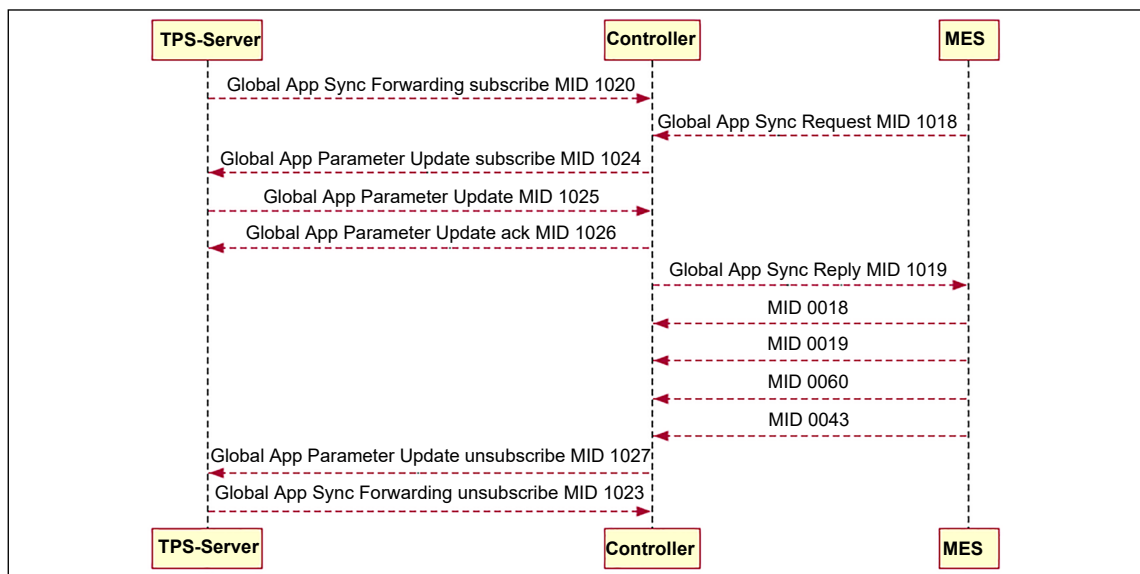 TPS-Server
Controller
MES
Global App Sync Forwarding subscribe MID 1020
Global App Sync Request MID 1018
Global App Parameter Update subscribe MID 1024
Global App Parameter Update MID 1025
Global App Parameter Update ack MID 1026
Global App Sync Reply MID 1019
MID 0018
MID 0019
MID 0060
MID 0043
Global App Parameter Update unsubscribe MID 1027
Global App Sync Forwarding unsubscribe MID 1023
TPS-Server
Controller
MES